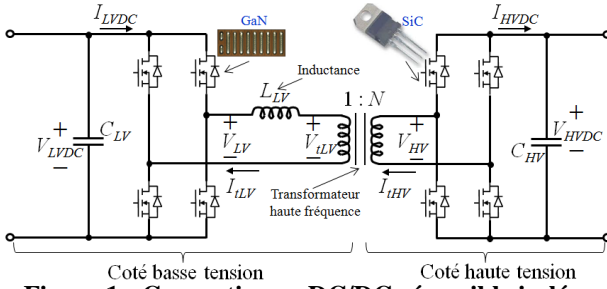 I_LVDC
GaN
SiC
I_HVDC
Inductance
L_LV
1 : N
+
V_LVDC
−
C_LV
+
V_LV
−
+
V_tLV
−
+
V_HV
−
C_HV
+
V_HVDC
−
I_tLV
Transformateur
haute fréquence
I_tHV
Coté basse tension
Coté haute tension